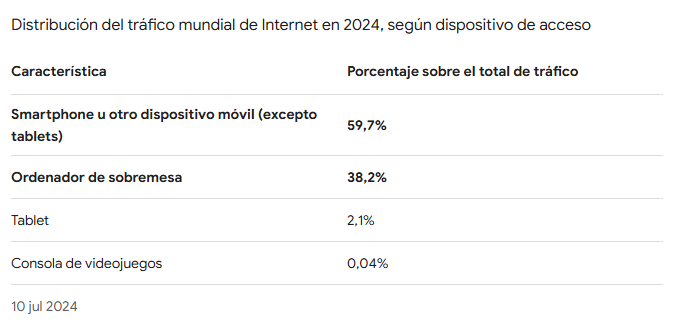 Distribución del tráfico mundial de Internet en 2024, según dispositivo de acceso
Característica Porcentaje sobre el total de tráfico
Smartphone u otro dispositivo móvil (excepto
tablets) 59,7%
Ordenador de sobremesa 38,2%
Tablet 2,1%
Consola de videojuegos 0,04%
10 jul 2024